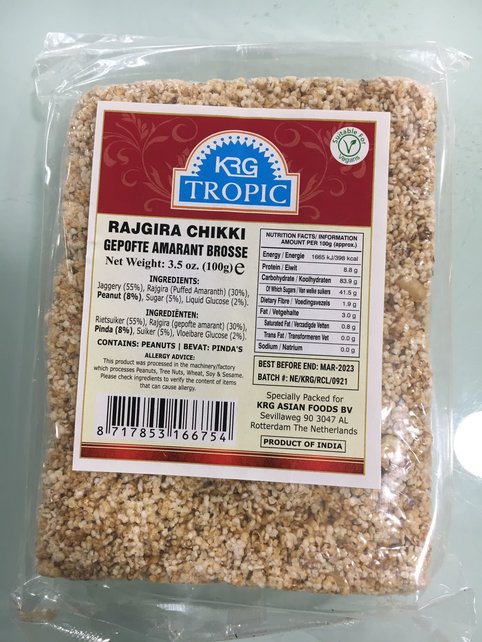 Suitable For
Vegans
KRG
TROPIC
RAJGIRA CHIKKI
GEPOFTE AMARANT BROSSE
Net Weight: 3.5 oz. (100g) e
INGREDIENTS:
Jaggery (55%), Rajgira (Puffed Amaranth) (30%),
Peanut (8%), Sugar (5%), Liquid Glucose (2%).
INGREDIËNTEN:
Rietsuiker (55%), Rajgira (gepofte amarant) (30%),
Pinda (8%), Suiker (5%), Vloeibare Glucose (2%).
CONTAINS: PEANUTS | BEVAT: PINDA'S
ALLERGY ADVICE:
This product was processed in the machinery/factory
which processes Peanuts, Tree Nuts, Wheat, Soy & Sesame.
Please check ingredients to verify the content of items
that can cause allergy.
8 717853 166754
NUTRITION FACTS/ INFORMATION
AMOUNT PER 100g (approx.)
Energy / Energie 1665 kJ/398 kcal
Protein / Eiwit 8.8 g
Carbohydrate / Koolhydraten 83.9 g
Of Which Sugars / Van welke suikers 41.5 g
Dietary Fibre / Voedingsvezels 1.9 g
Fat / Vetgehalte 3.0 g
Saturated Fat / Verzadigde Vetten 0.8 g
Trans Fat / Transformeren Vet 0.0 g
Sodium / Natrium 0.0 g
BEST BEFORE END: MAR-2023
BATCH #: NE/KRG/RCL/0921
Specially Packed for
KRG ASIAN FOODS BV
Sevillaweg 90 3047 AL
Rotterdam The Netherlands
PRODUCT OF INDIA